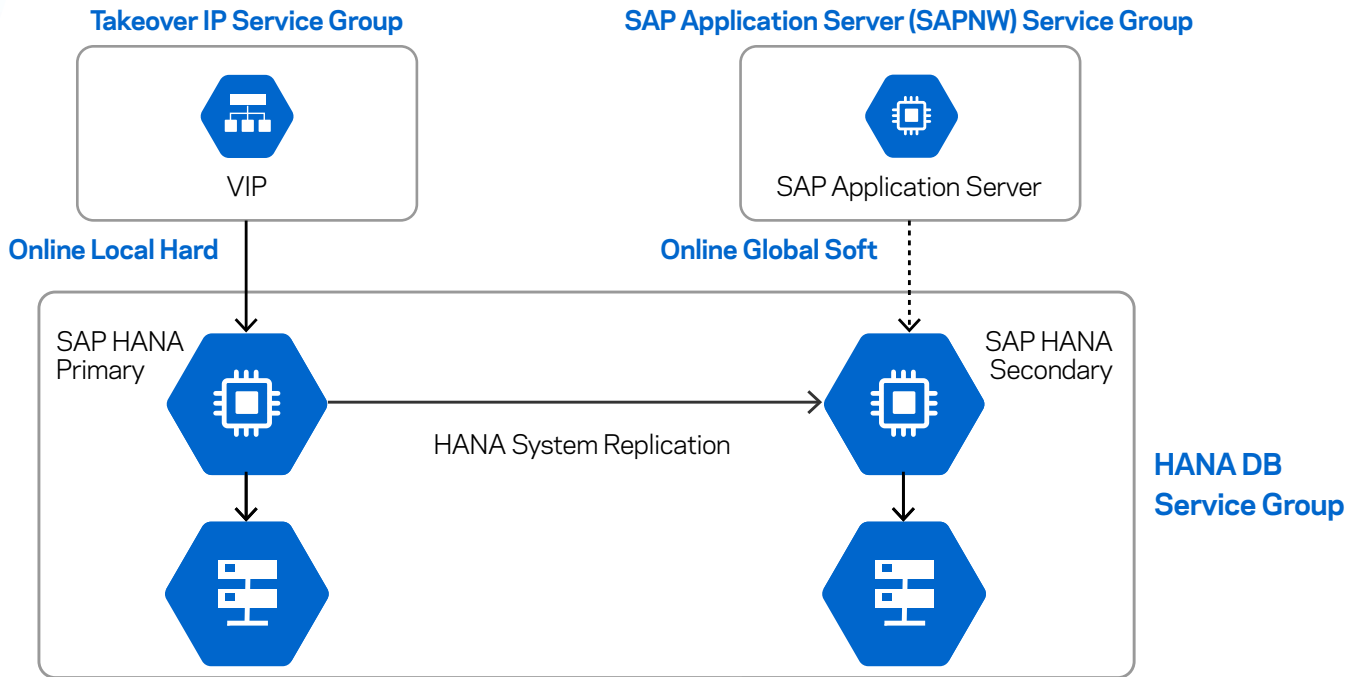 Takeover IP Service Group
SAP Application Server (SAPNW) Service Group
VIP
SAP Application Server
Online Local Hard
Online Global Soft
SAP HANA
Primary
SAP HANA
Secondary
HANA System Replication
HANA DB
Service Group